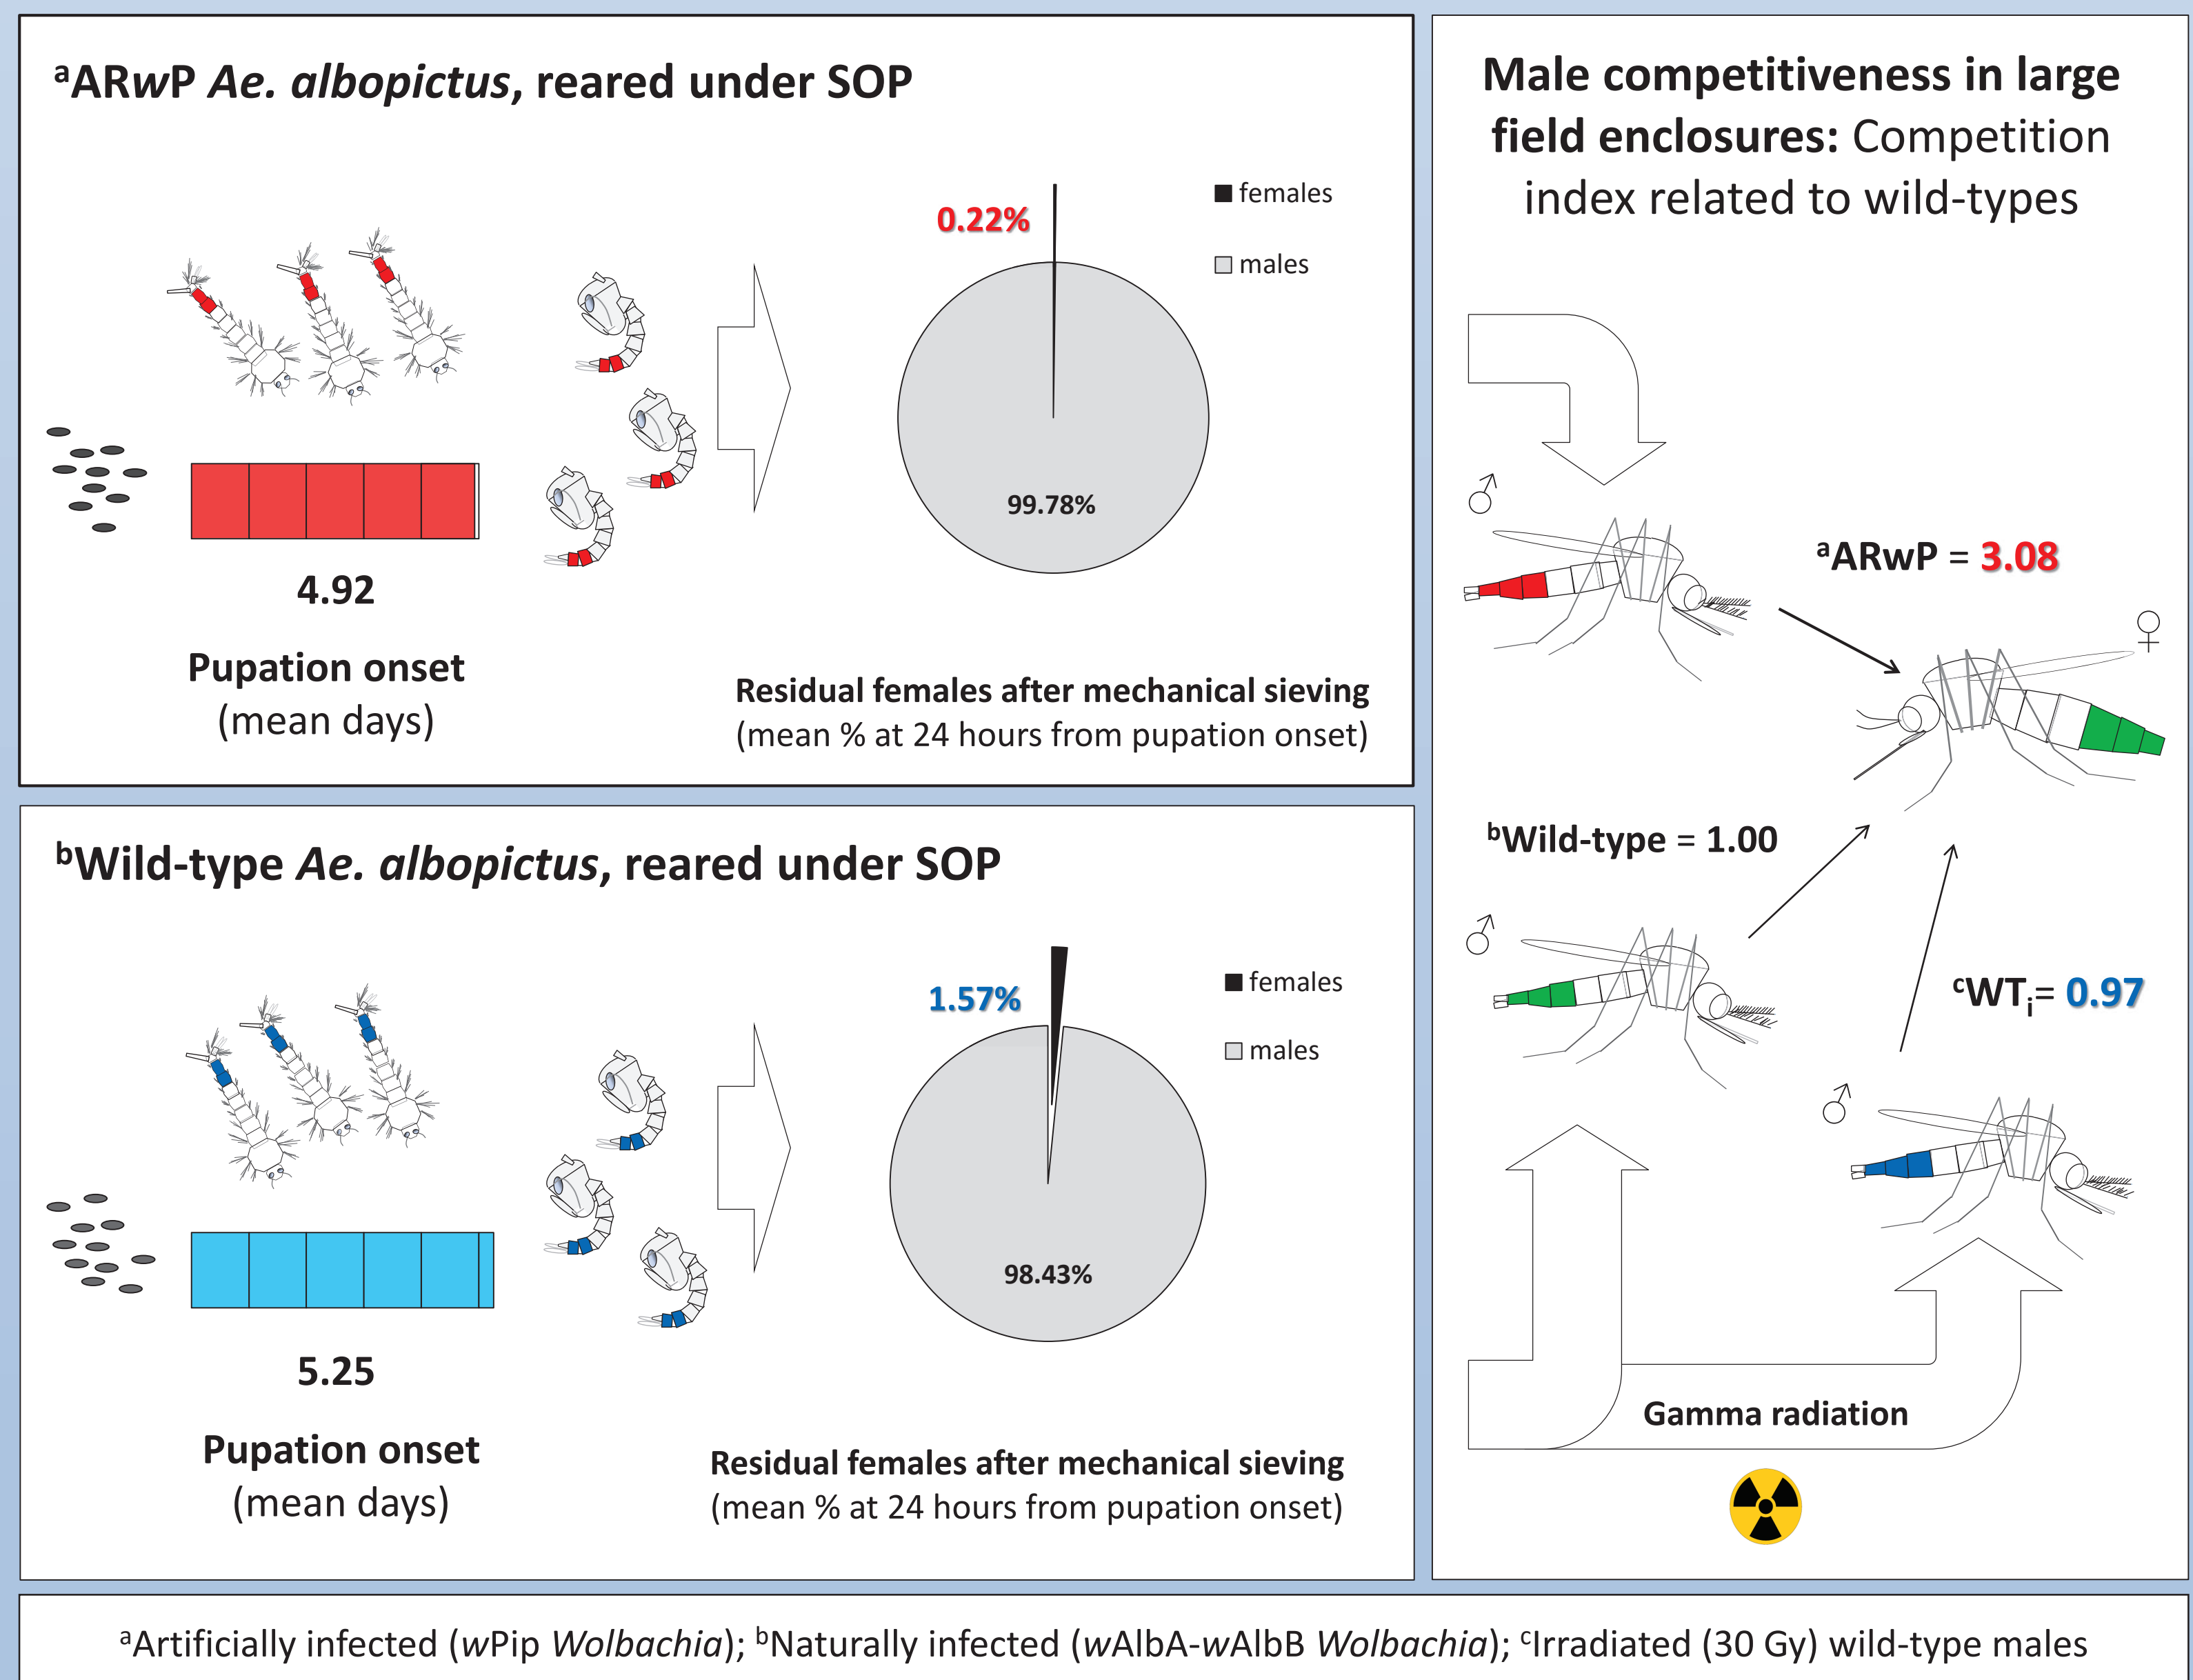 ᵃARwP Ae. albopictus, reared under SOP
0.22%
females
males
99.78%
4.92
Pupation onset
(mean days)
Residual females after mechanical sieving
(mean % at 24 hours from pupation onset)
ᵇWild-type Ae. albopictus, reared under SOP
1.57%
females
males
98.43%
5.25
Pupation onset
(mean days)
Residual females after mechanical sieving
(mean % at 24 hours from pupation onset)
Male competitiveness in large
field enclosures: Competition
index related to wild-types
ᵃARwP = 3.08
ᵇWild-type = 1.00
ᶜWTᵢ= 0.97
Gamma radiation
ᵃArtificially infected (wPip Wolbachia); ᵇNaturally infected (wAlbA-wAlbB Wolbachia); ᶜIrradiated (30 Gy) wild-type males